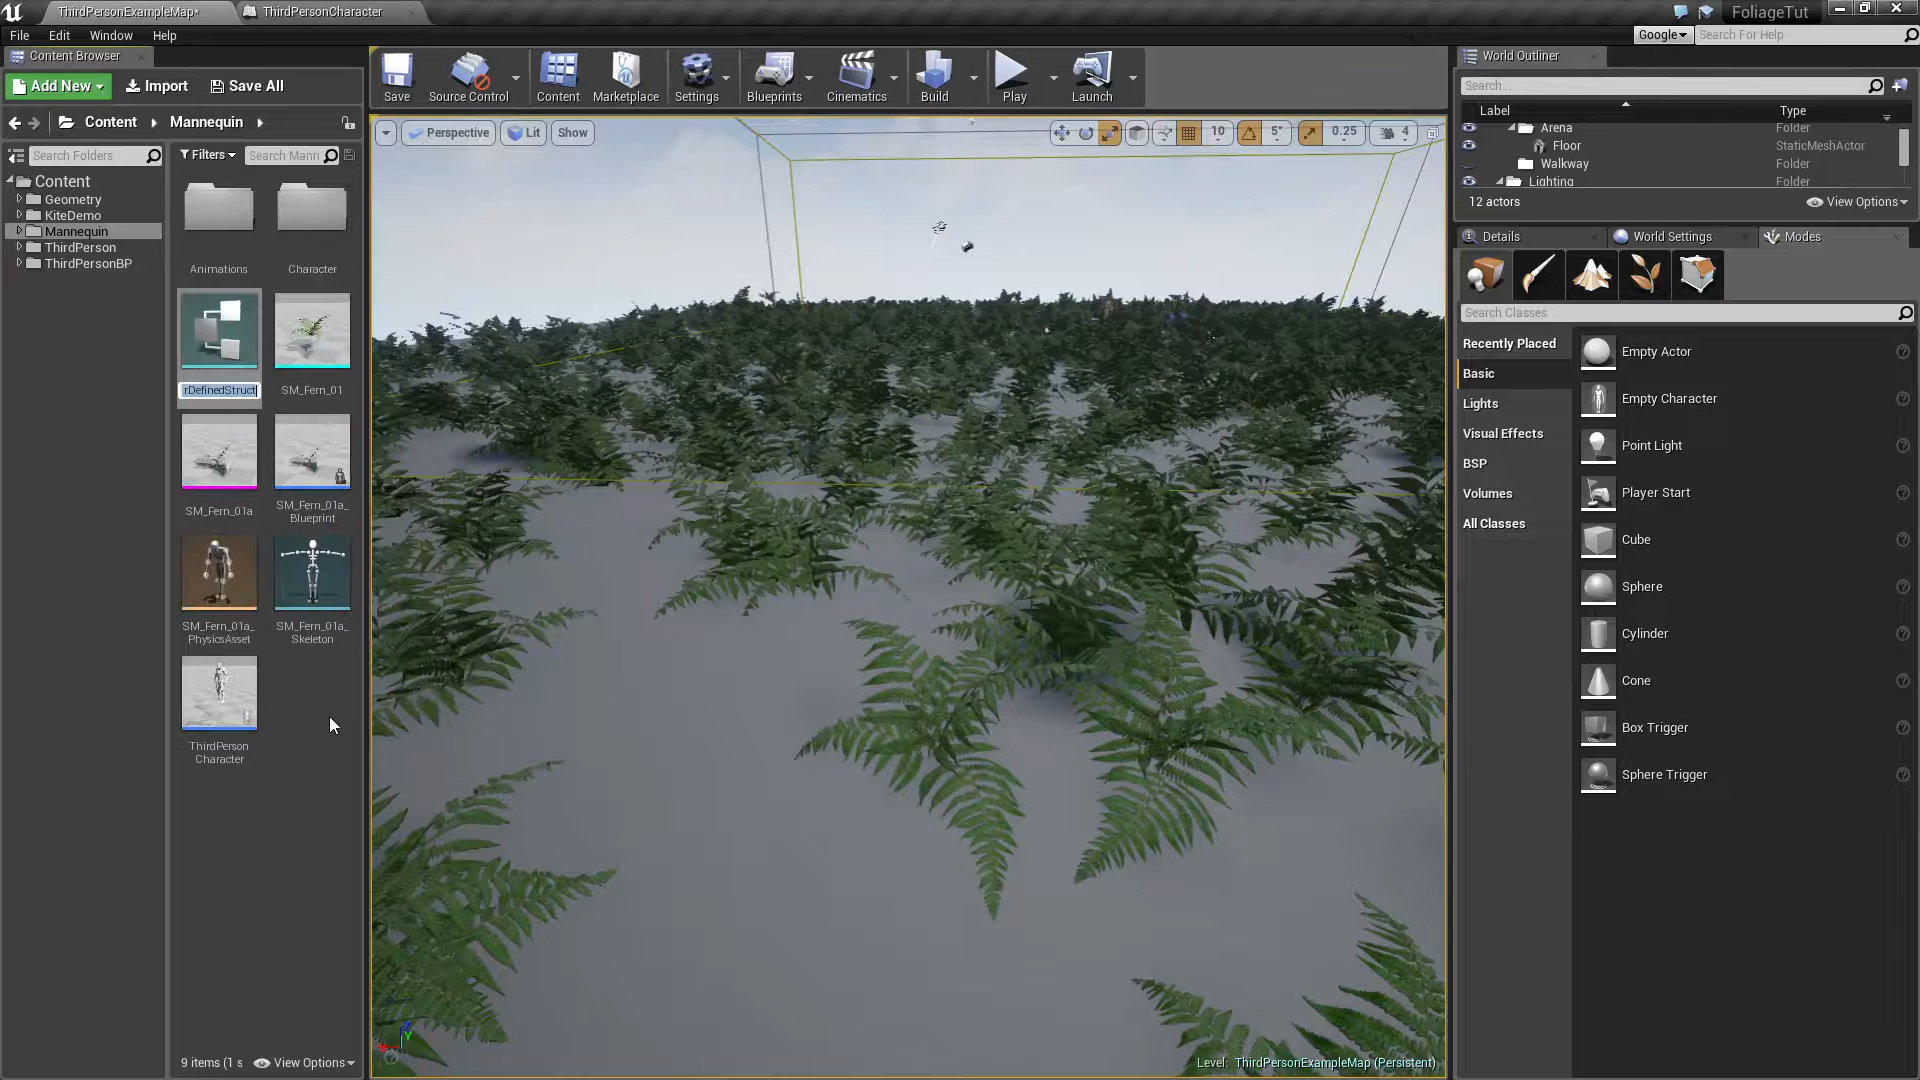 ThirdPersonExampleMap*
ThirdPersonCharacter
FoliageTut
File
Edit
Window
Help
Google
Search For Help
Content Browser
Add New
Import
Save All
Content
Mannequin
Search Folders
Filters
Search Mann
Content
Geometry
KiteDemo
Mannequin
ThirdPerson
ThirdPersonBP
Animations
Character
rDefinedStruct
SM_Fern_01
SM_Fern_01a
SM_Fern_01a_
Blueprint
SM_Fern_01a_
PhysicsAsset
SM_Fern_01a_
Skeleton
ThirdPerson
Character
9 items (1 s
View Options
Save
Source Control
Content
Marketplace
Settings
Blueprints
Cinematics
Build
Play
Launch
Perspective
Lit
Show
10
5°
0.25
4
Level: ThirdPersonExampleMap (Persistent)
World Outliner
Search...
Label
Type
Arena
Folder
Floor
StaticMeshActor
Walkway
Folder
Lighting
Folder
12 actors
View Options
Details
World Settings
Modes
Search Classes
Recently Placed
Basic
Lights
Visual Effects
BSP
Volumes
All Classes
Empty Actor
Empty Character
Point Light
Player Start
Cube
Sphere
Cylinder
Cone
Box Trigger
Sphere Trigger